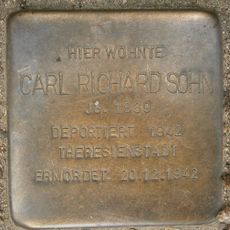 HIER WOHNTE
CARL RICHARD SOHN
JG.
DEPORTIERT 1942
THERESIENSTADT
ERMORDET 20.12.1942